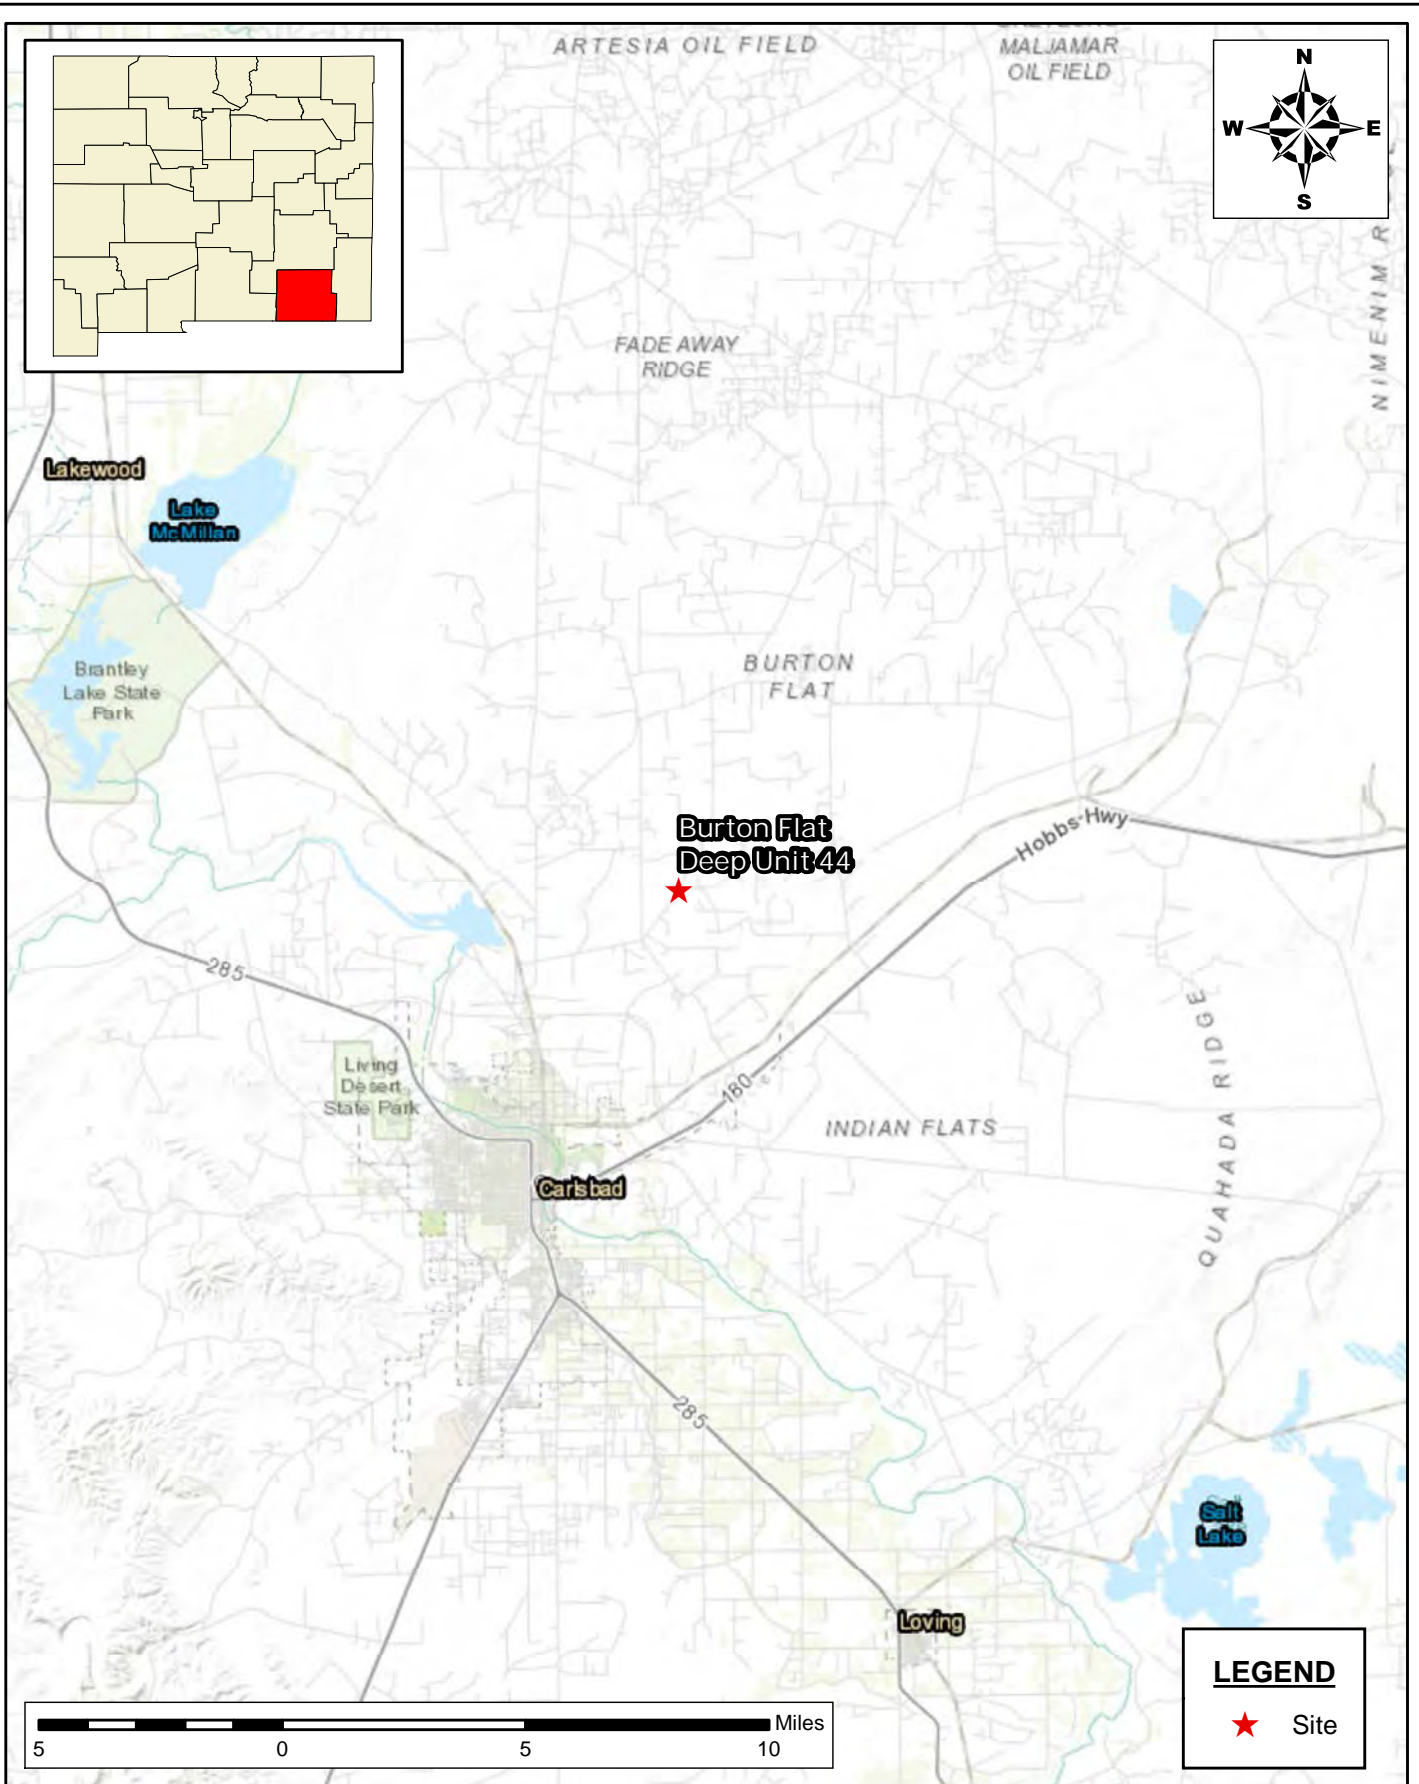 ARTESIA OIL FIELD
MALJAMAR
OIL FIELD
N
W
E
S
FADE AWAY
RIDGE
NIMENIM R
Lakewood
Lake
McMillan
Brantley
Lake State
Park
BURTON
FLAT
Burton Flat
Deep Unit 44
Hobbs Hwy
285
QUAHADA RIDGE
Living
Desert
State Park
180
INDIAN FLATS
Carlsbad
285
Salt
Lake
Loving
LEGEND
Site
Miles
5
0
5
10